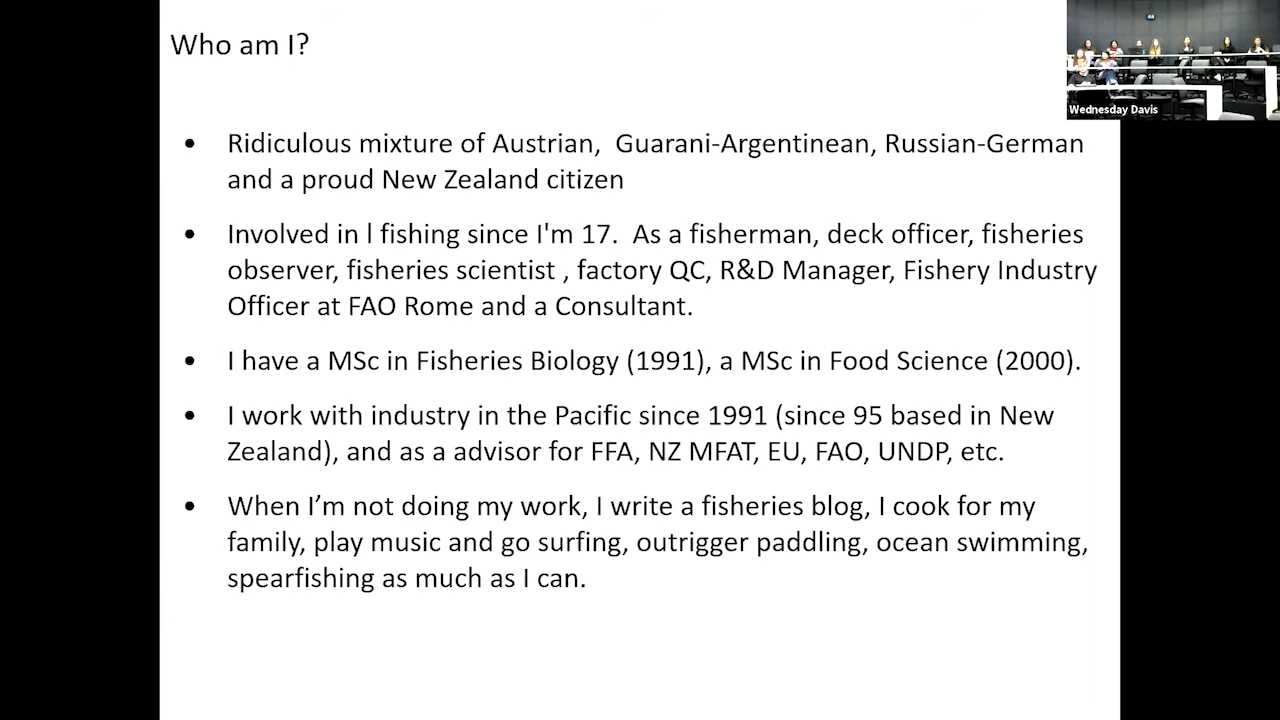 Who am I?
Wednesday Davis
• Ridiculous mixture of Austrian,  Guarani-Argentinean, Russian-German
and a proud New Zealand citizen
• Involved in l fishing since I'm 17.  As a fisherman, deck officer, fisheries
observer, fisheries scientist , factory QC, R&D Manager, Fishery Industry
Officer at FAO Rome and a Consultant.
• I have a MSc in Fisheries Biology (1991), a MSc in Food Science (2000).
• I work with industry in the Pacific since 1991 (since 95 based in New
Zealand), and as a advisor for FFA, NZ MFAT, EU, FAO, UNDP, etc.
• When I’m not doing my work, I write a fisheries blog, I cook for my
family, play music and go surfing, outrigger paddling, ocean swimming,
spearfishing as much as I can.